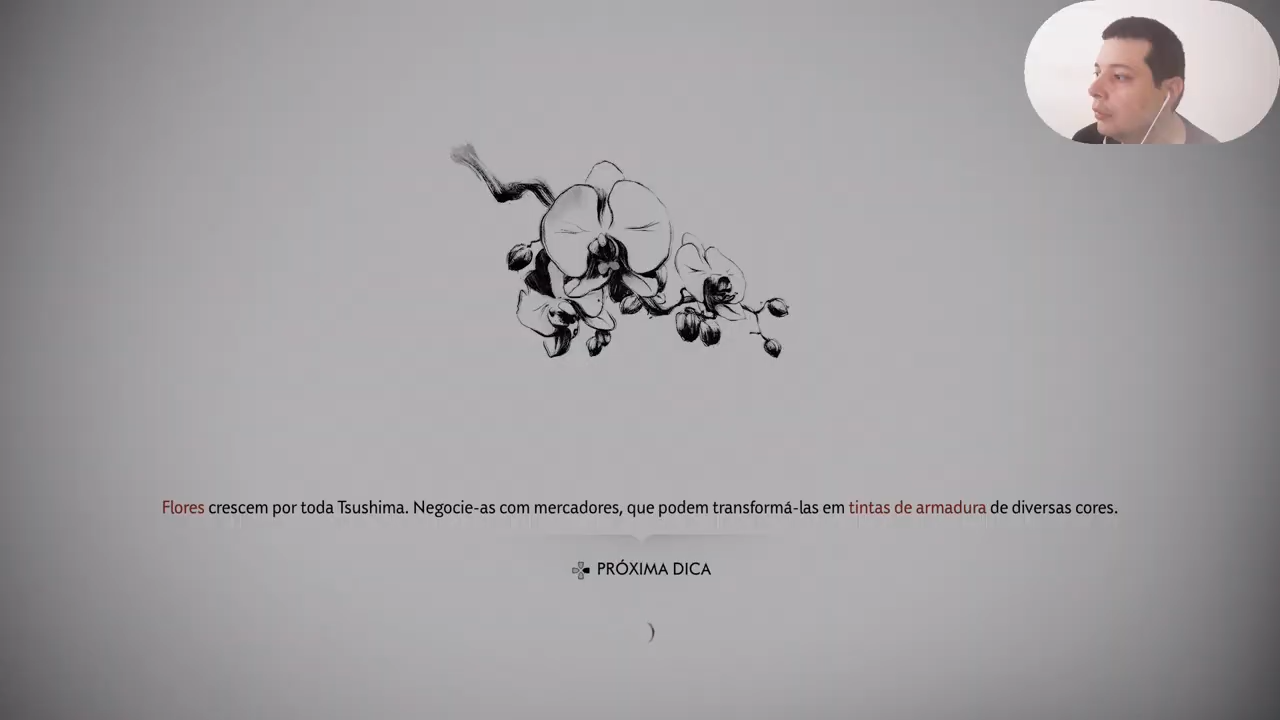 Flores crescem por toda Tsushima. Negocie-as com mercadores, que podem transformá-las em tintas de armadura de diversas cores.
PRÓXIMA DICA